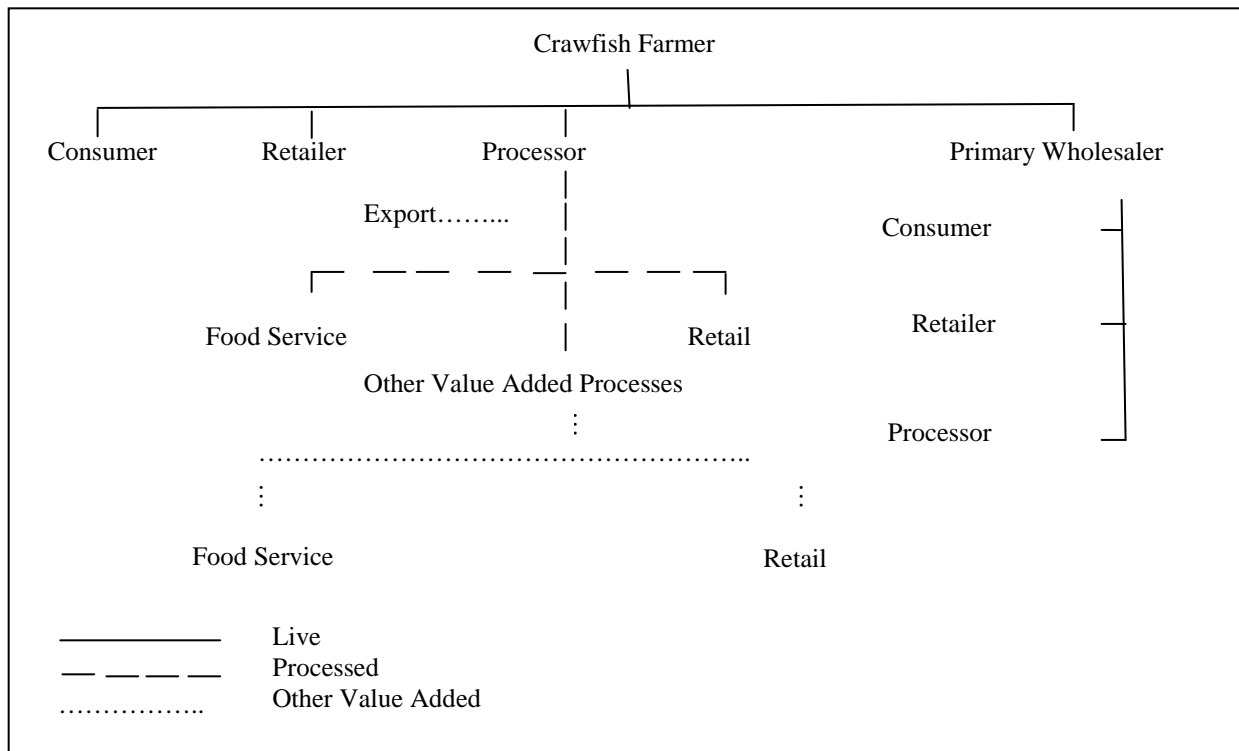 Crawfish Farmer
Consumer Retailer Processor Primary Wholesaler
Export……...
Consumer
Food Service Retail Retailer
Other Value Added Processes
Processor
Food Service Retail
Live
Processed
Other Value Added